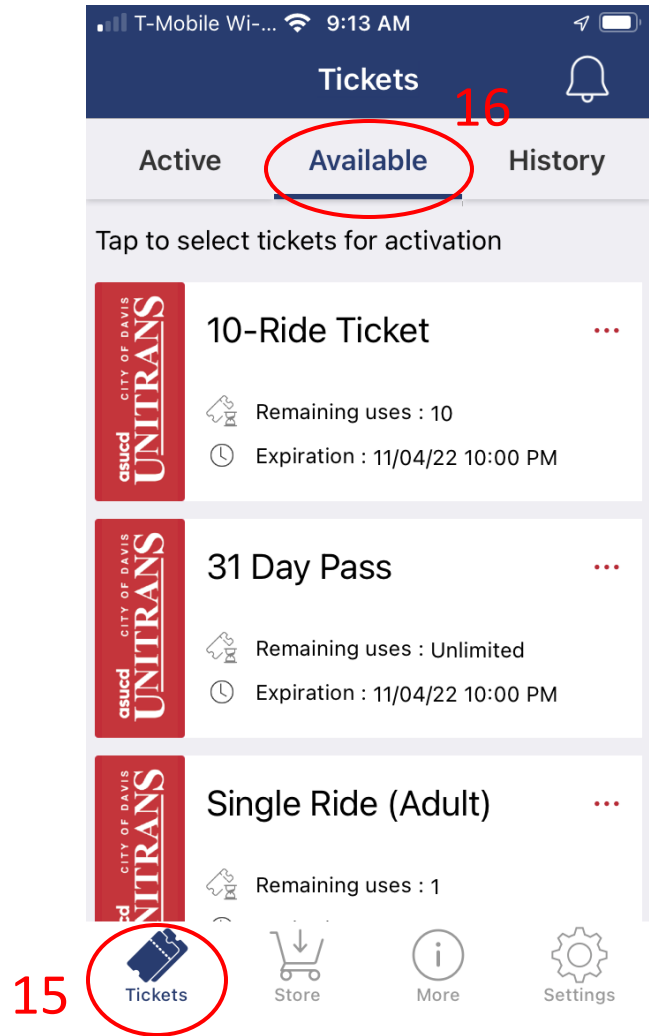 T-Mobile Wi-... 9:13 AM
Tickets
16
Active Available History
Tap to select tickets for activation
asucd CITY OF DAVIS
UNITRANS
10-Ride Ticket
Remaining uses : 10
Expiration : 11/04/22 10:00 PM
asucd CITY OF DAVIS
UNITRANS
31 Day Pass
Remaining uses : Unlimited
Expiration : 11/04/22 10:00 PM
CITY OF DAVIS
Single Ride (Adult)
Remaining uses : 1
15
Tickets Store More Settings